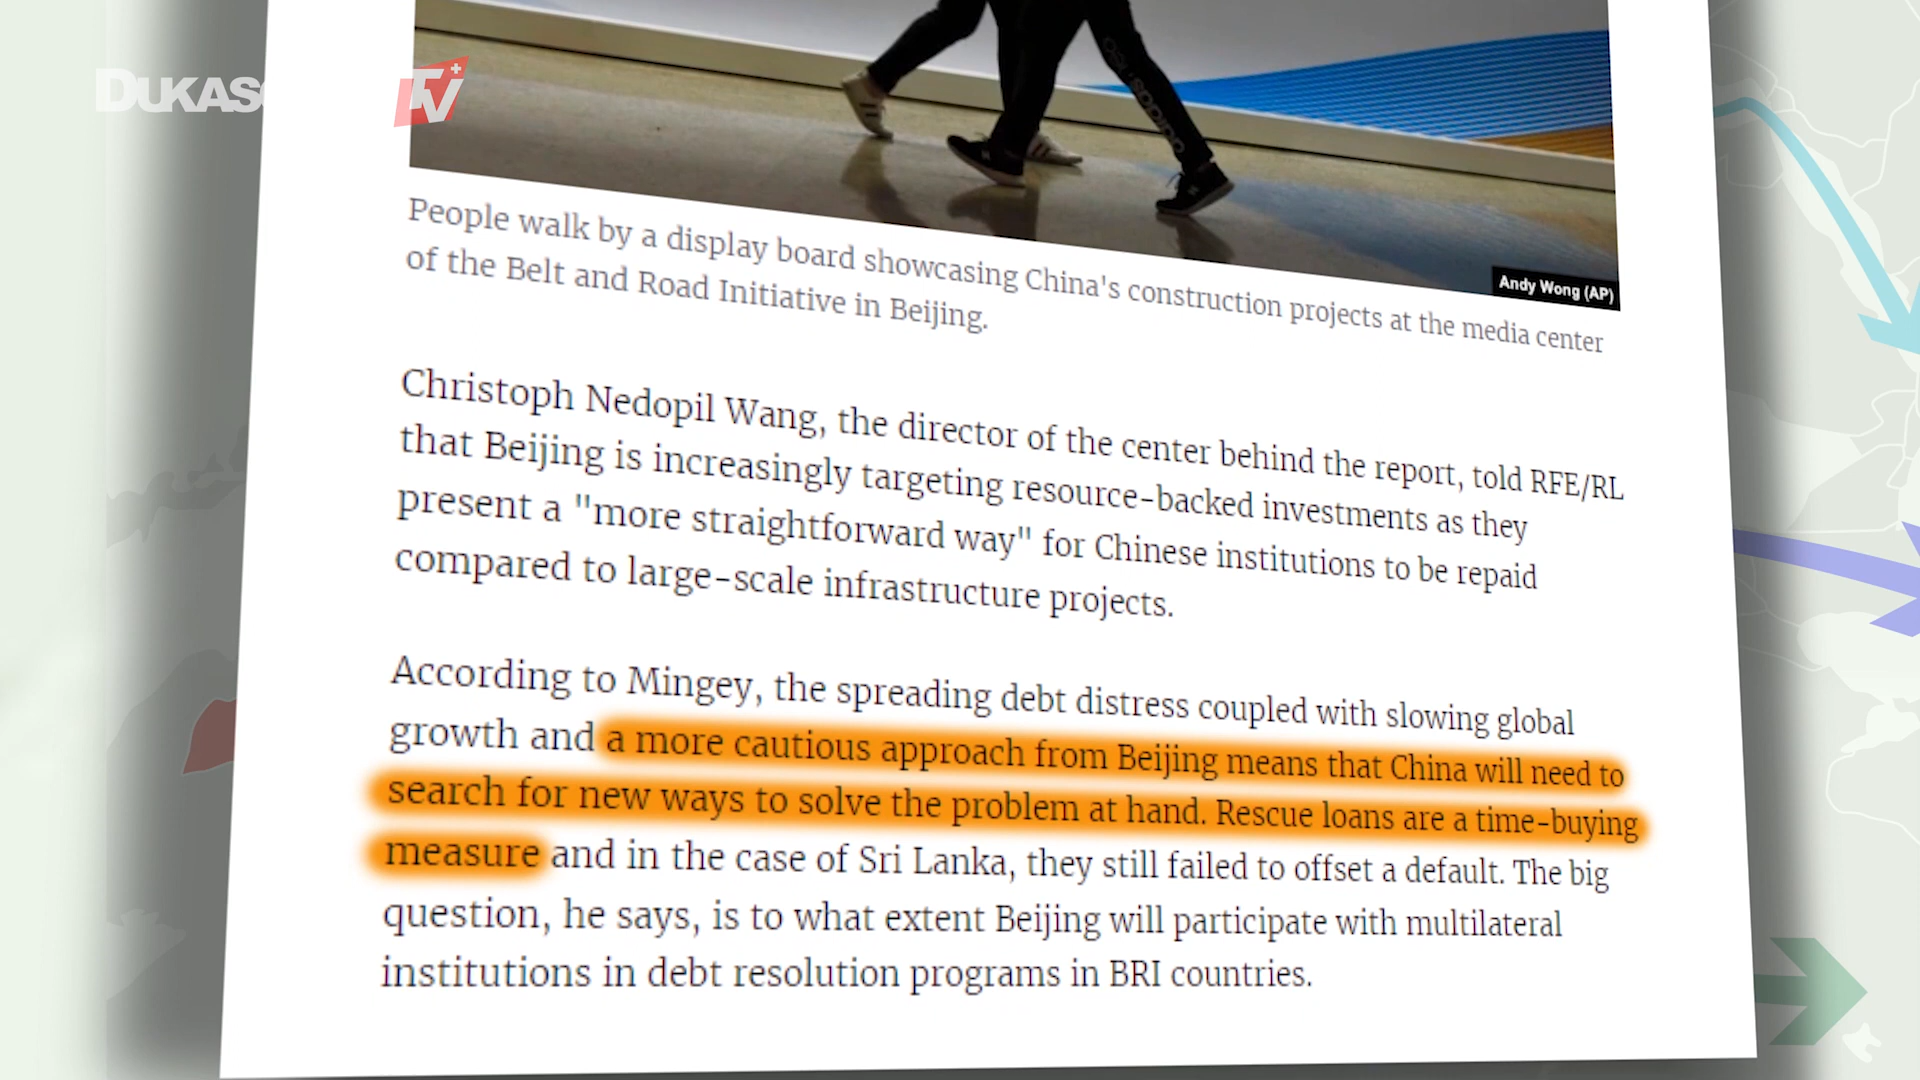 DUKASC
TV
adidas
Andy Wong (AP)
People walk by a display board showcasing China's construction projects at the media center
of the Belt and Road Initiative in Beijing.
Christoph Nedopil Wang, the director of the center behind the report, told RFE/RL
that Beijing is increasingly targeting resource-backed investments as they
present a "more straightforward way" for Chinese institutions to be repaid
compared to large-scale infrastructure projects.
According to Mingey, the spreading debt distress coupled with slowing global
growth and a more cautious approach from Beijing means that China will need to
search for new ways to solve the problem at hand. Rescue loans are a time-buying
measure and in the case of Sri Lanka, they still failed to offset a default. The big
question, he says, is to what extent Beijing will participate with multilateral
institutions in debt resolution programs in BRI countries.